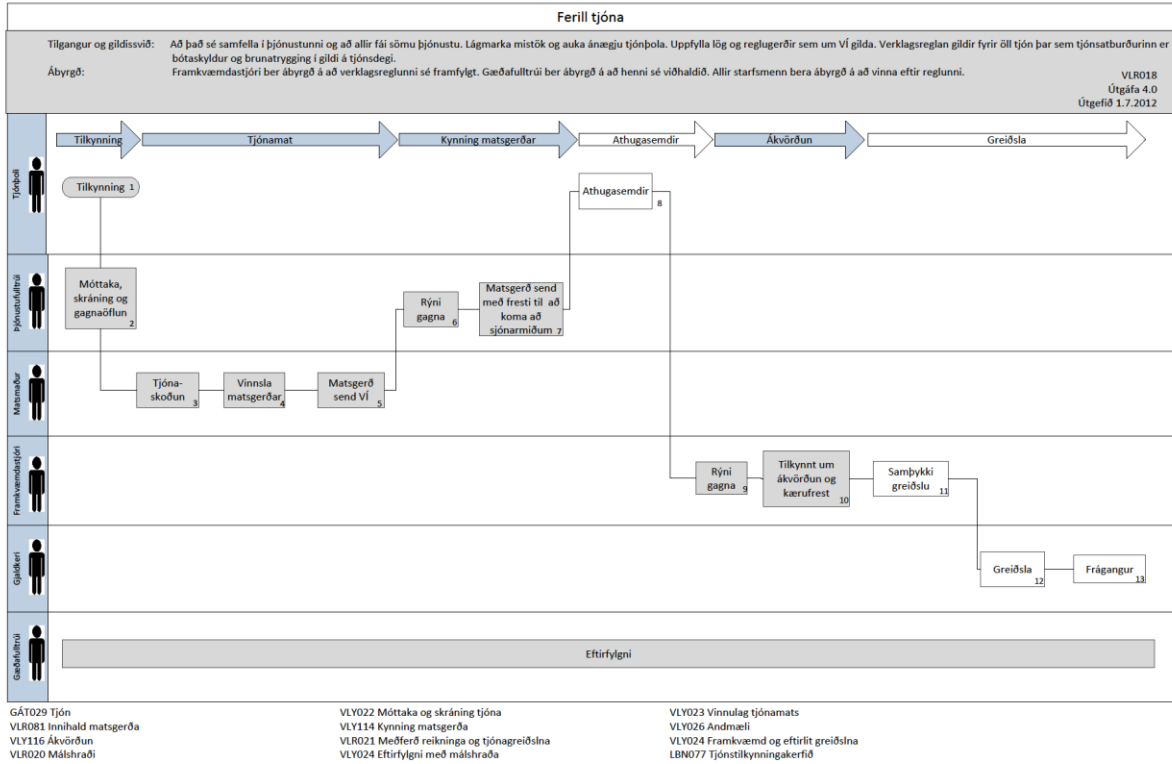 Ferill tjóna
Tilgangur og gildissvið: Að það sé samfella í þjónustunni og að allir fái sömu þjónustu. Lágmarka mistök og auka ánægju tjónþola. Uppfylla lög og reglugerðir sem um VÍ gilda. Verklagsreglan gildir fyrir öll tjón þar sem tjónsatburðurinn er
bótaskyldur og brunatrygging í gildi á tjónsdegi.
Ábyrgð: Framkvæmdastjóri ber ábyrgð á að verklagsreglunni sé framfylgt. Gæðafulltrúi ber ábyrgð á að henni sé viðhaldið. Allir starfsmenn bera ábyrgð á að vinna eftir reglunni.
VLR018
Útgáfa 4.0
Útgefið 1.7.2012
Tilkynning
Tjónamat
Kynning matsgerðar
Athugasemdir
Ákvörðun
Greiðsla
Tjónþoli
Tilkynning 1
Athugasemdir
8
Þjónustufulltrúi
Móttaka,
skráning og
gagnaöflun
2
Rýni
gagna
6
Matsgerð send
með fresti til að
koma að
sjónarmiðum 7
Matsmaður
Tjóna-
skoðun
3
Vinnsla
matsgerðar
4
Matsgerð
send VÍ
5
Framkvæmdastjóri
Rýni
gagna
9
Tilkynnt um
ákvörðun og
kærufrest
10
Samþykki
greiðslu
11
Gjaldkeri
Greiðsla
12
Frágangur
13
Gæðafulltrúi
Eftirfylgni
GÁT029 Tjón
VLR081 Innihald matsgerða
VLY116 Ákvörðun
VLR020 Málshraði
VLY022 Móttaka og skráning tjóna
VLY114 Kynning matsgerða
VLR021 Meðferð reikninga og tjónagreiðslna
VLY024 Eftirfylgni með málshraða
VLY023 Vinnulag tjónamats
VLY026 Andmæli
VLY024 Framkvæmd og eftirlit greiðslna
LBN077 Tjónstilkynningakerfið